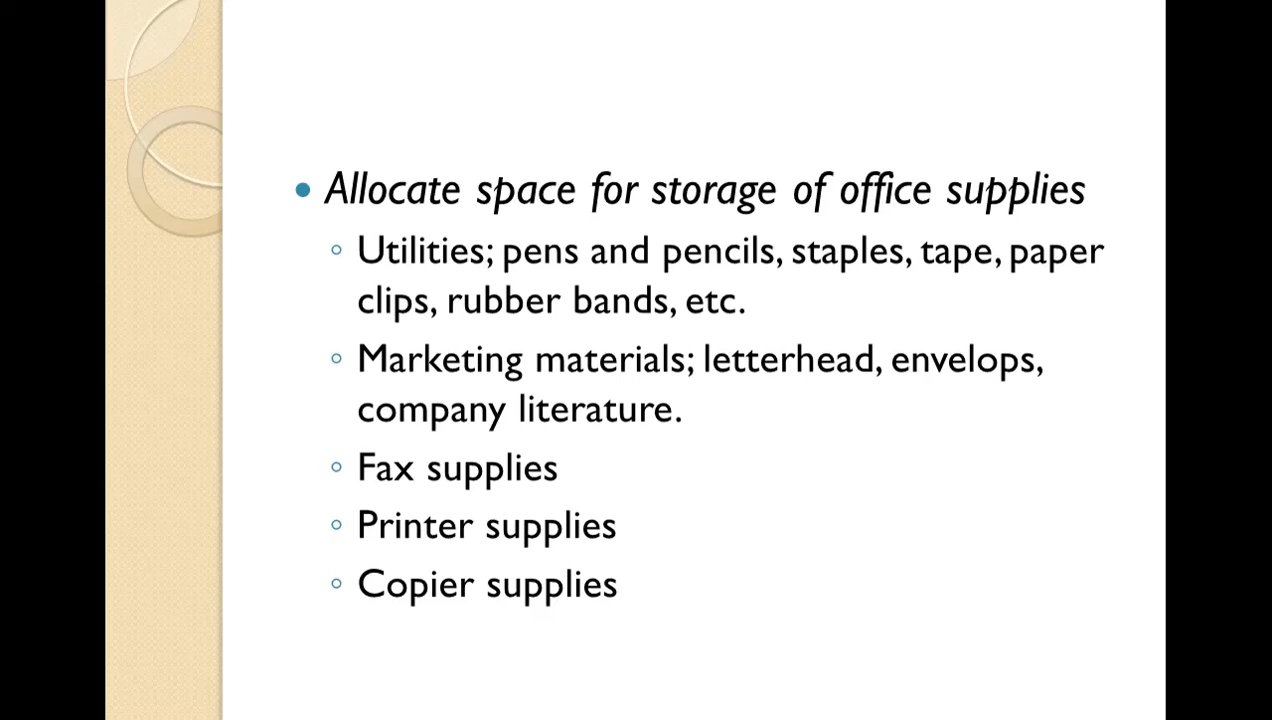 Allocate space for storage of office supplies
Utilities; pens and pencils, staples, tape, paper
clips, rubber bands, etc.
Marketing materials; letterhead, envelops,
company literature.
Fax supplies
Printer supplies
Copier supplies